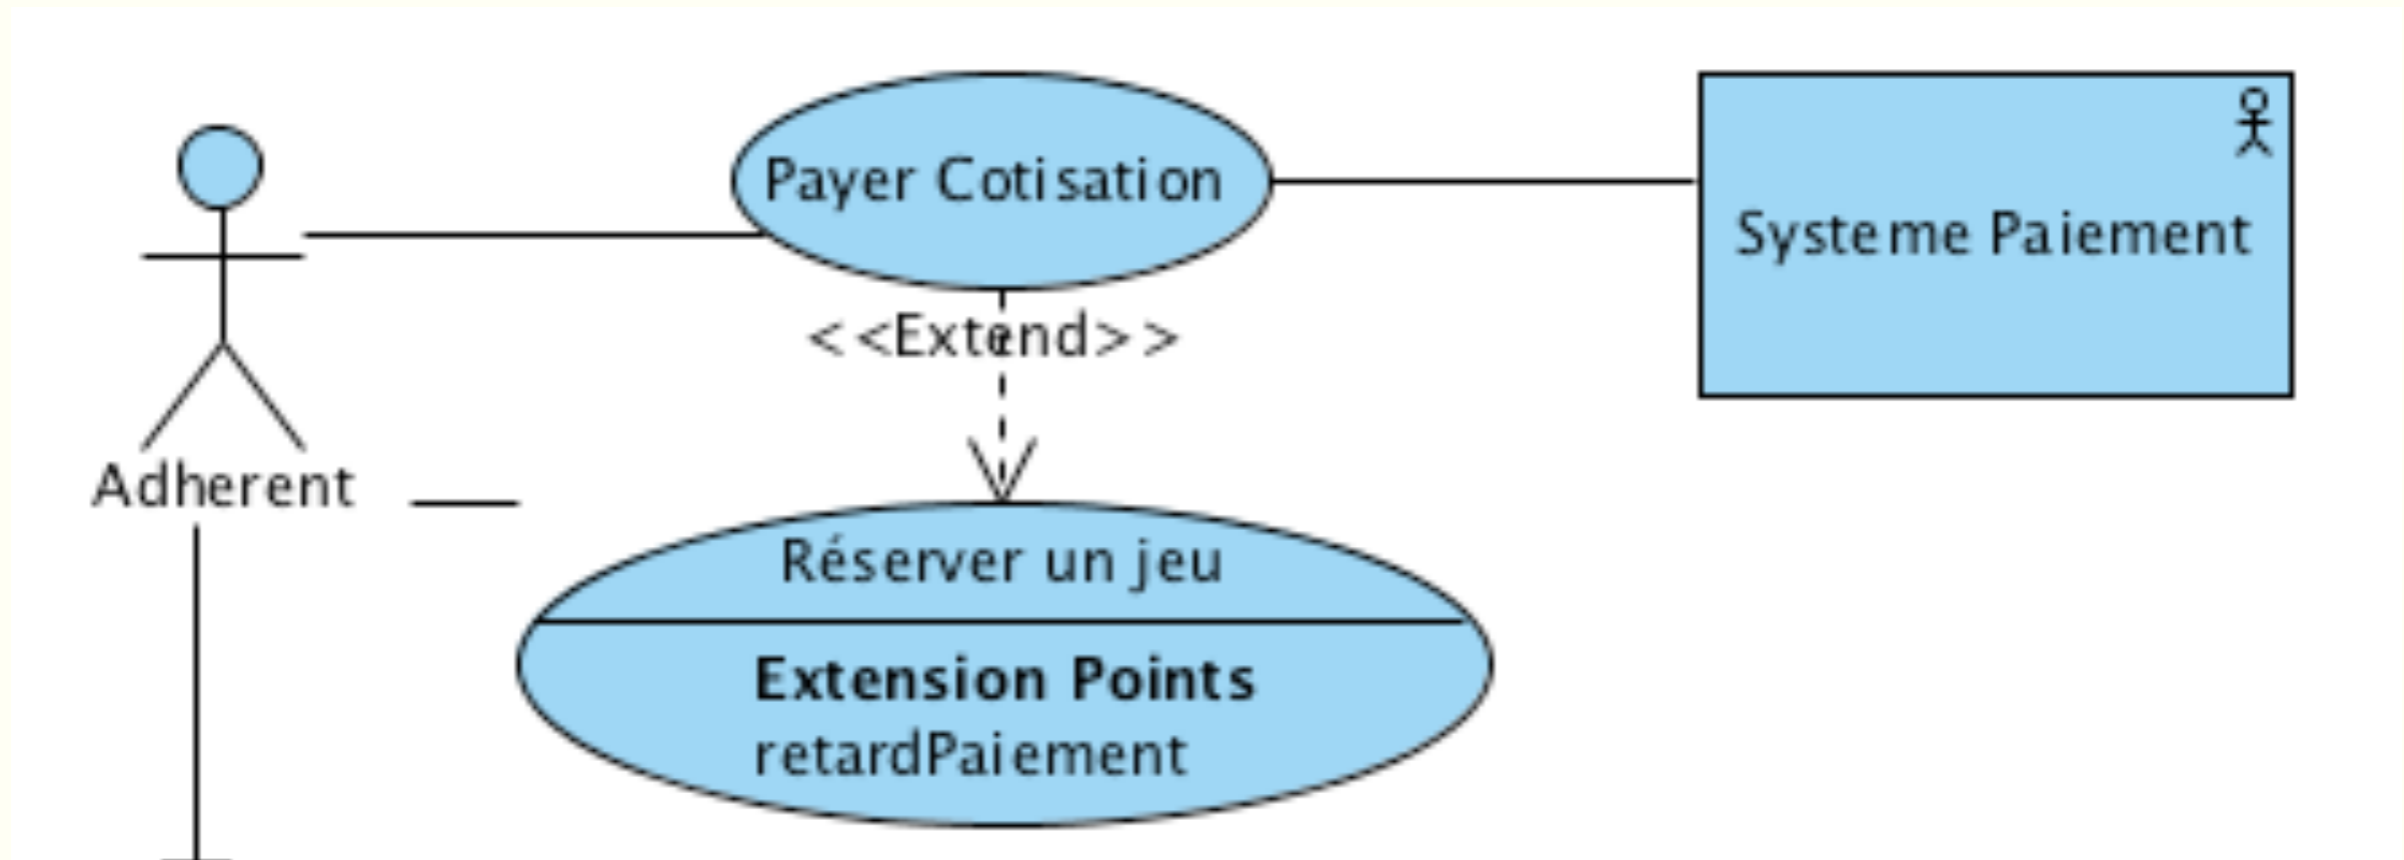 Payer Cotisation
Systeme Paiement
<<Extend>>
Adherent
Réserver un jeu
Extension Points
retardPaiement